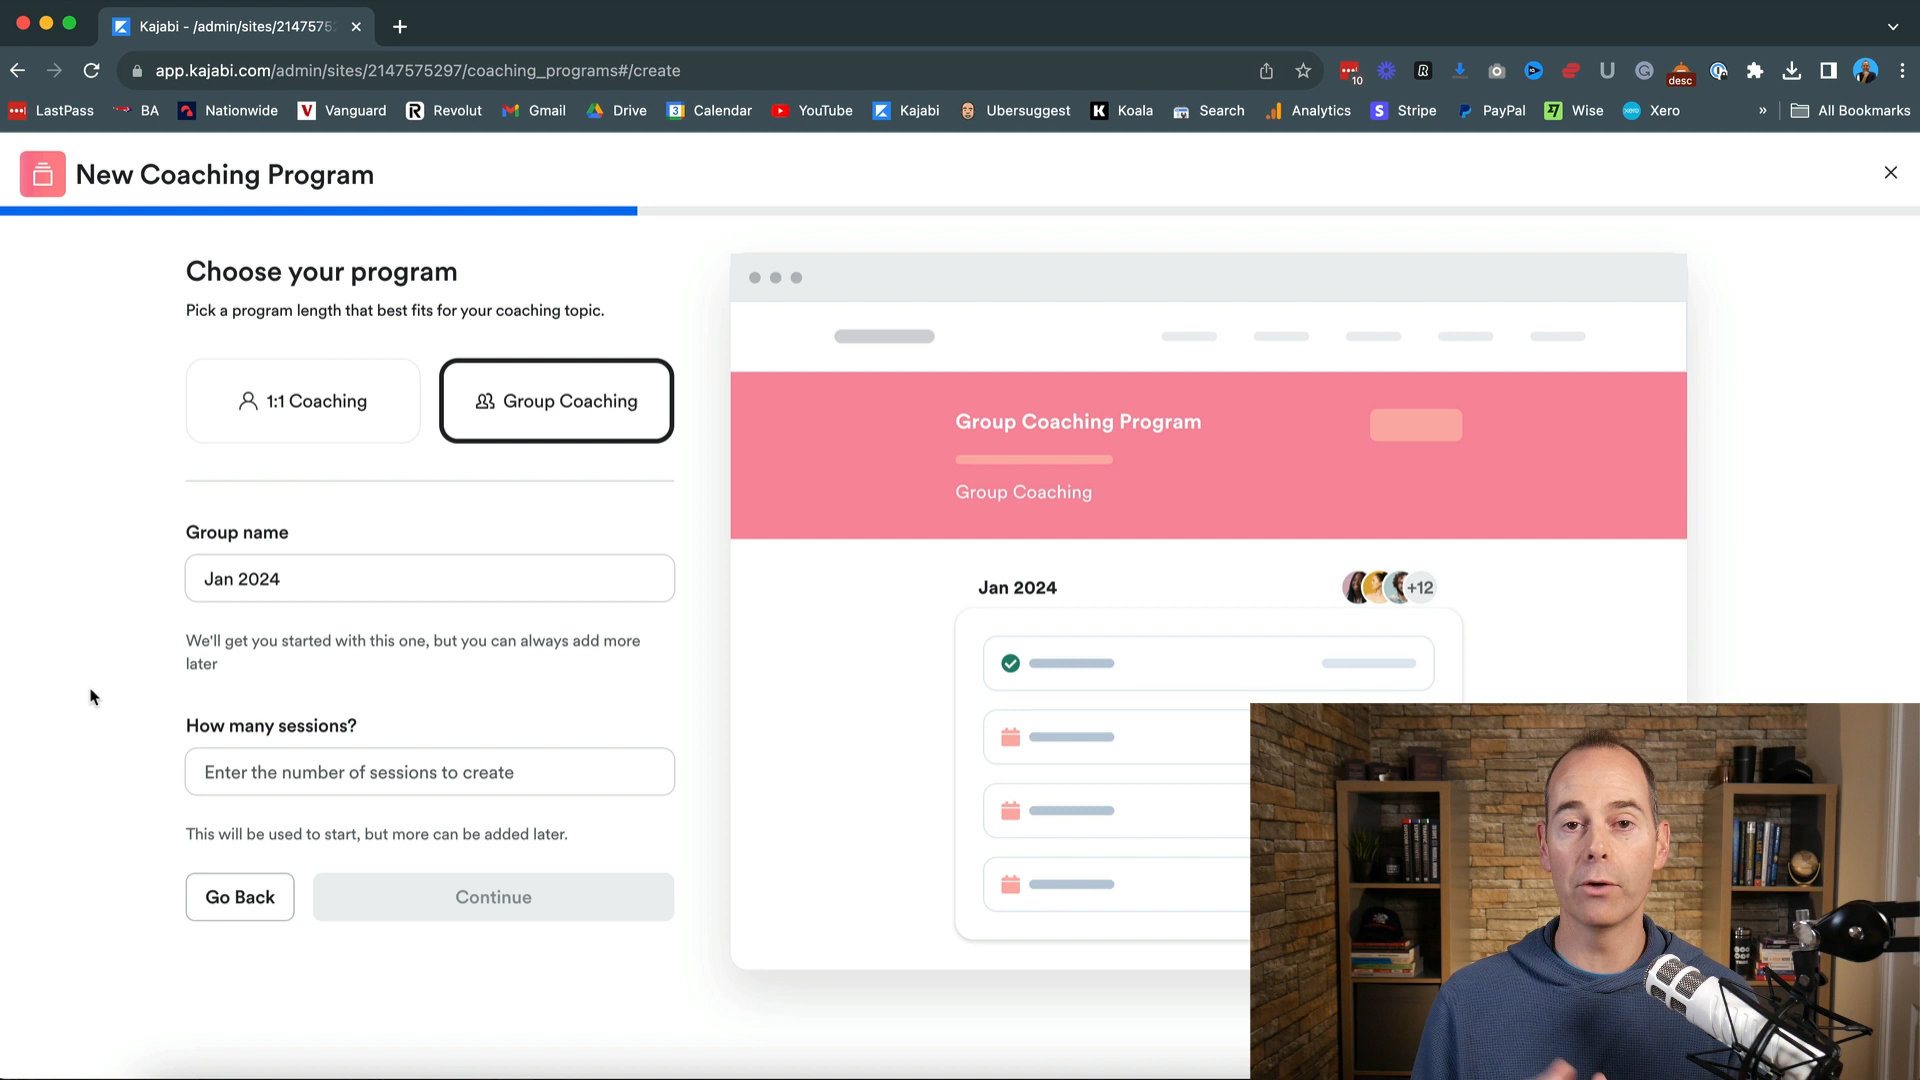 Kajabi - /admin/sites/2147575
app.kajabi.com/admin/sites/2147575297/coaching_programs#/create
10
desc
LastPass
BA
Nationwide
Vanguard
Revolut
Gmail
Drive
Calendar
YouTube
Kajabi
Ubersuggest
Koala
Search
Analytics
Stripe
PayPal
Wise
Xero
»
All Bookmarks
New Coaching Program
Choose your program
Pick a program length that best fits for your coaching topic.
1:1 Coaching
Group Coaching
Group name
Jan 2024
We'll get you started with this one, but you can always add more
later
How many sessions?
Enter the number of sessions to create
This will be used to start, but more can be added later.
Go Back
Continue
Group Coaching Program
Group Coaching
Jan 2024
+12